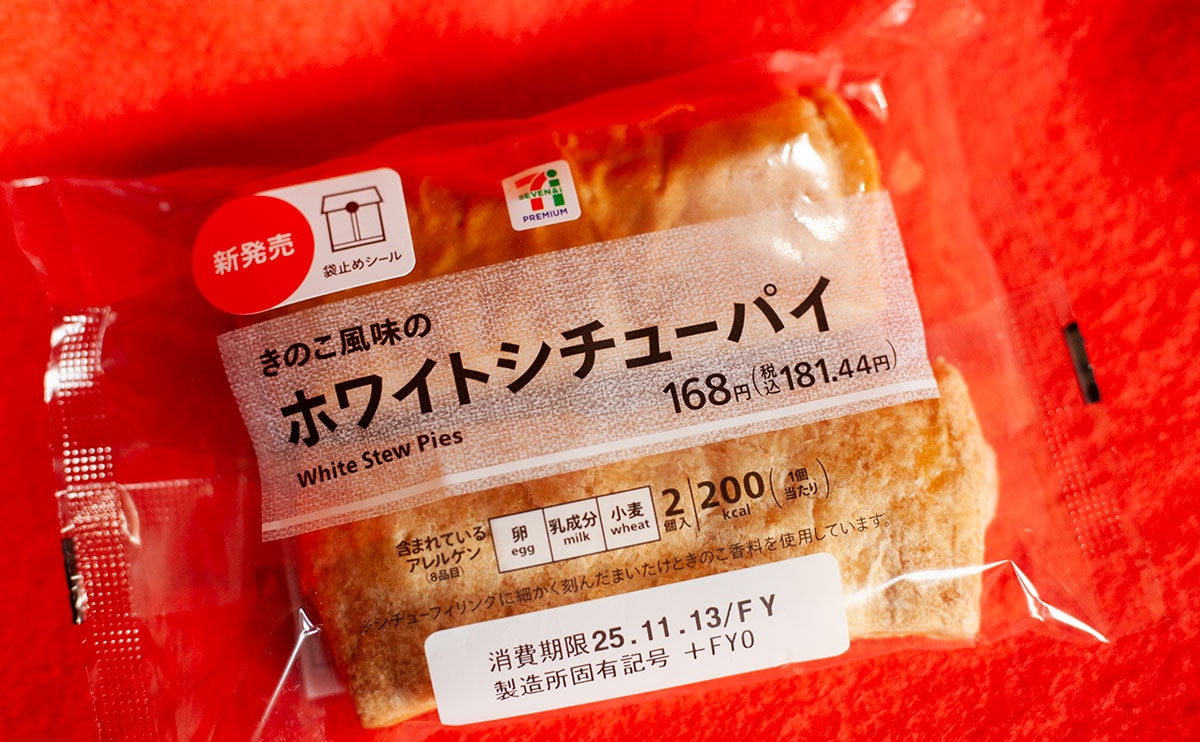 新発売
袋止めシール
SEVEN&i
PREMIUM
きのこ風味の
ホワイトシチューパイ
168円(税込181.44円)
White Stew Pies
含まれている
アレルゲン
(8品目)
卵
egg
乳成分
milk
小麦
wheat
2
個入
200
kcal
(1個
当たり)
※シチューフィリングに細かく刻んだまいたけときのこ香料を使用しています。
消費期限25.11.13/FY
製造所固有記号 +FY0